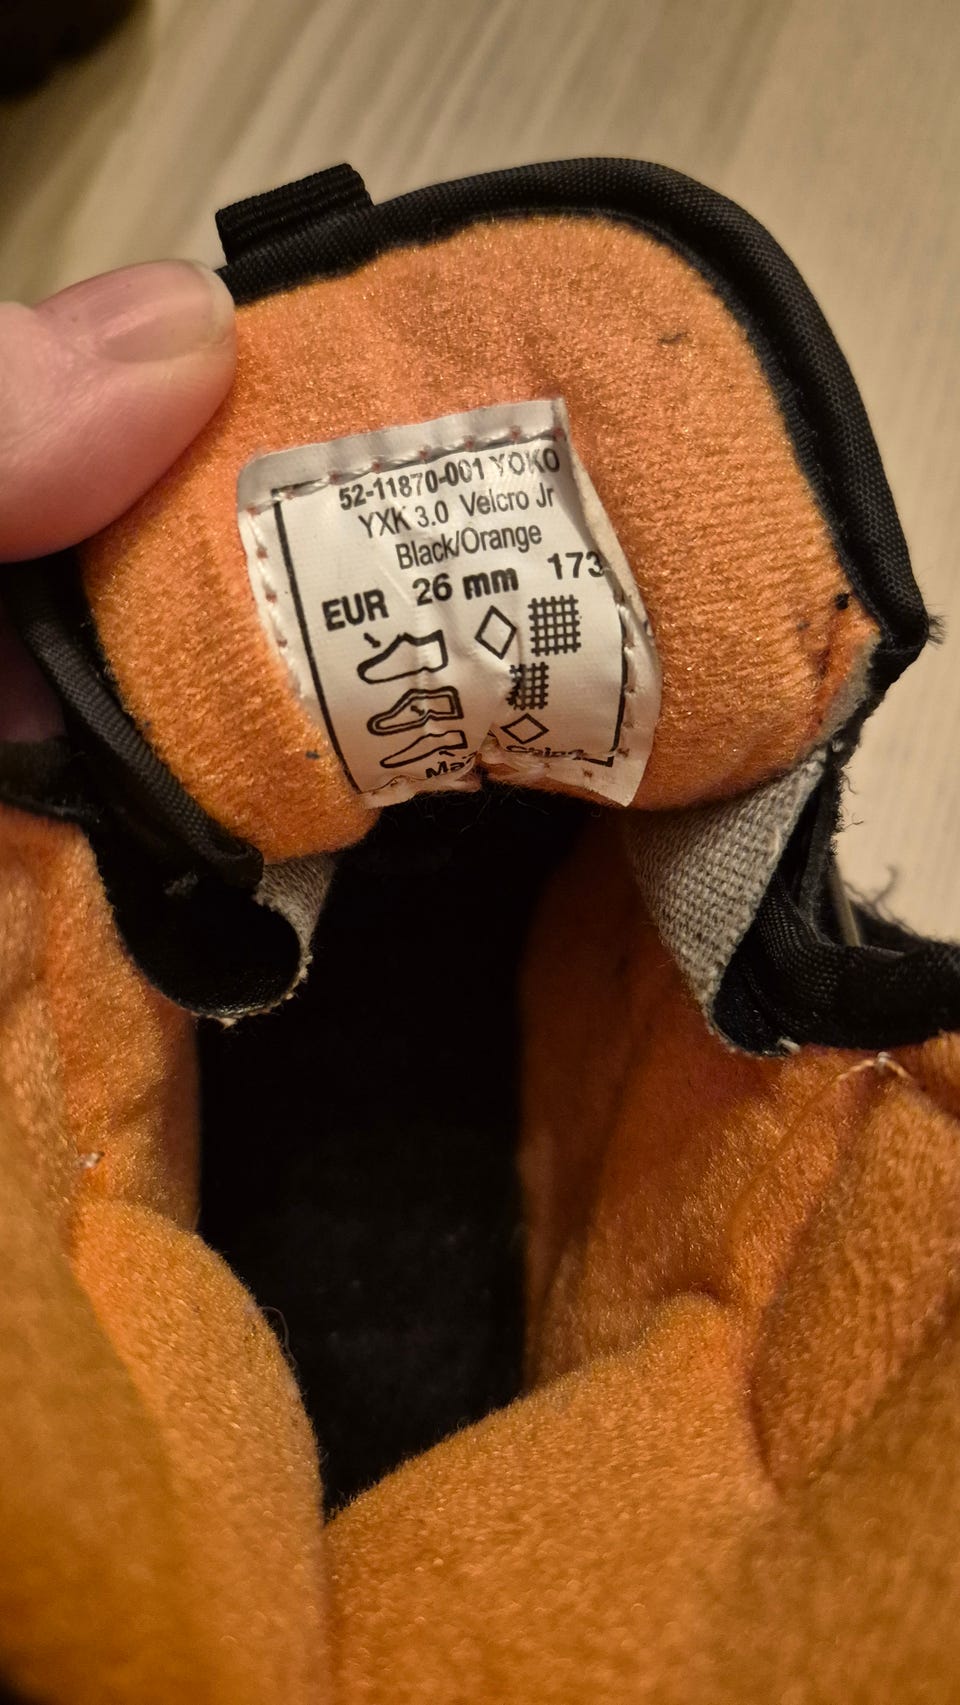 52-11870-001 YOKO
YXK 3.0 Velcro Jr
Black/Orange
EUR 26 mm 173